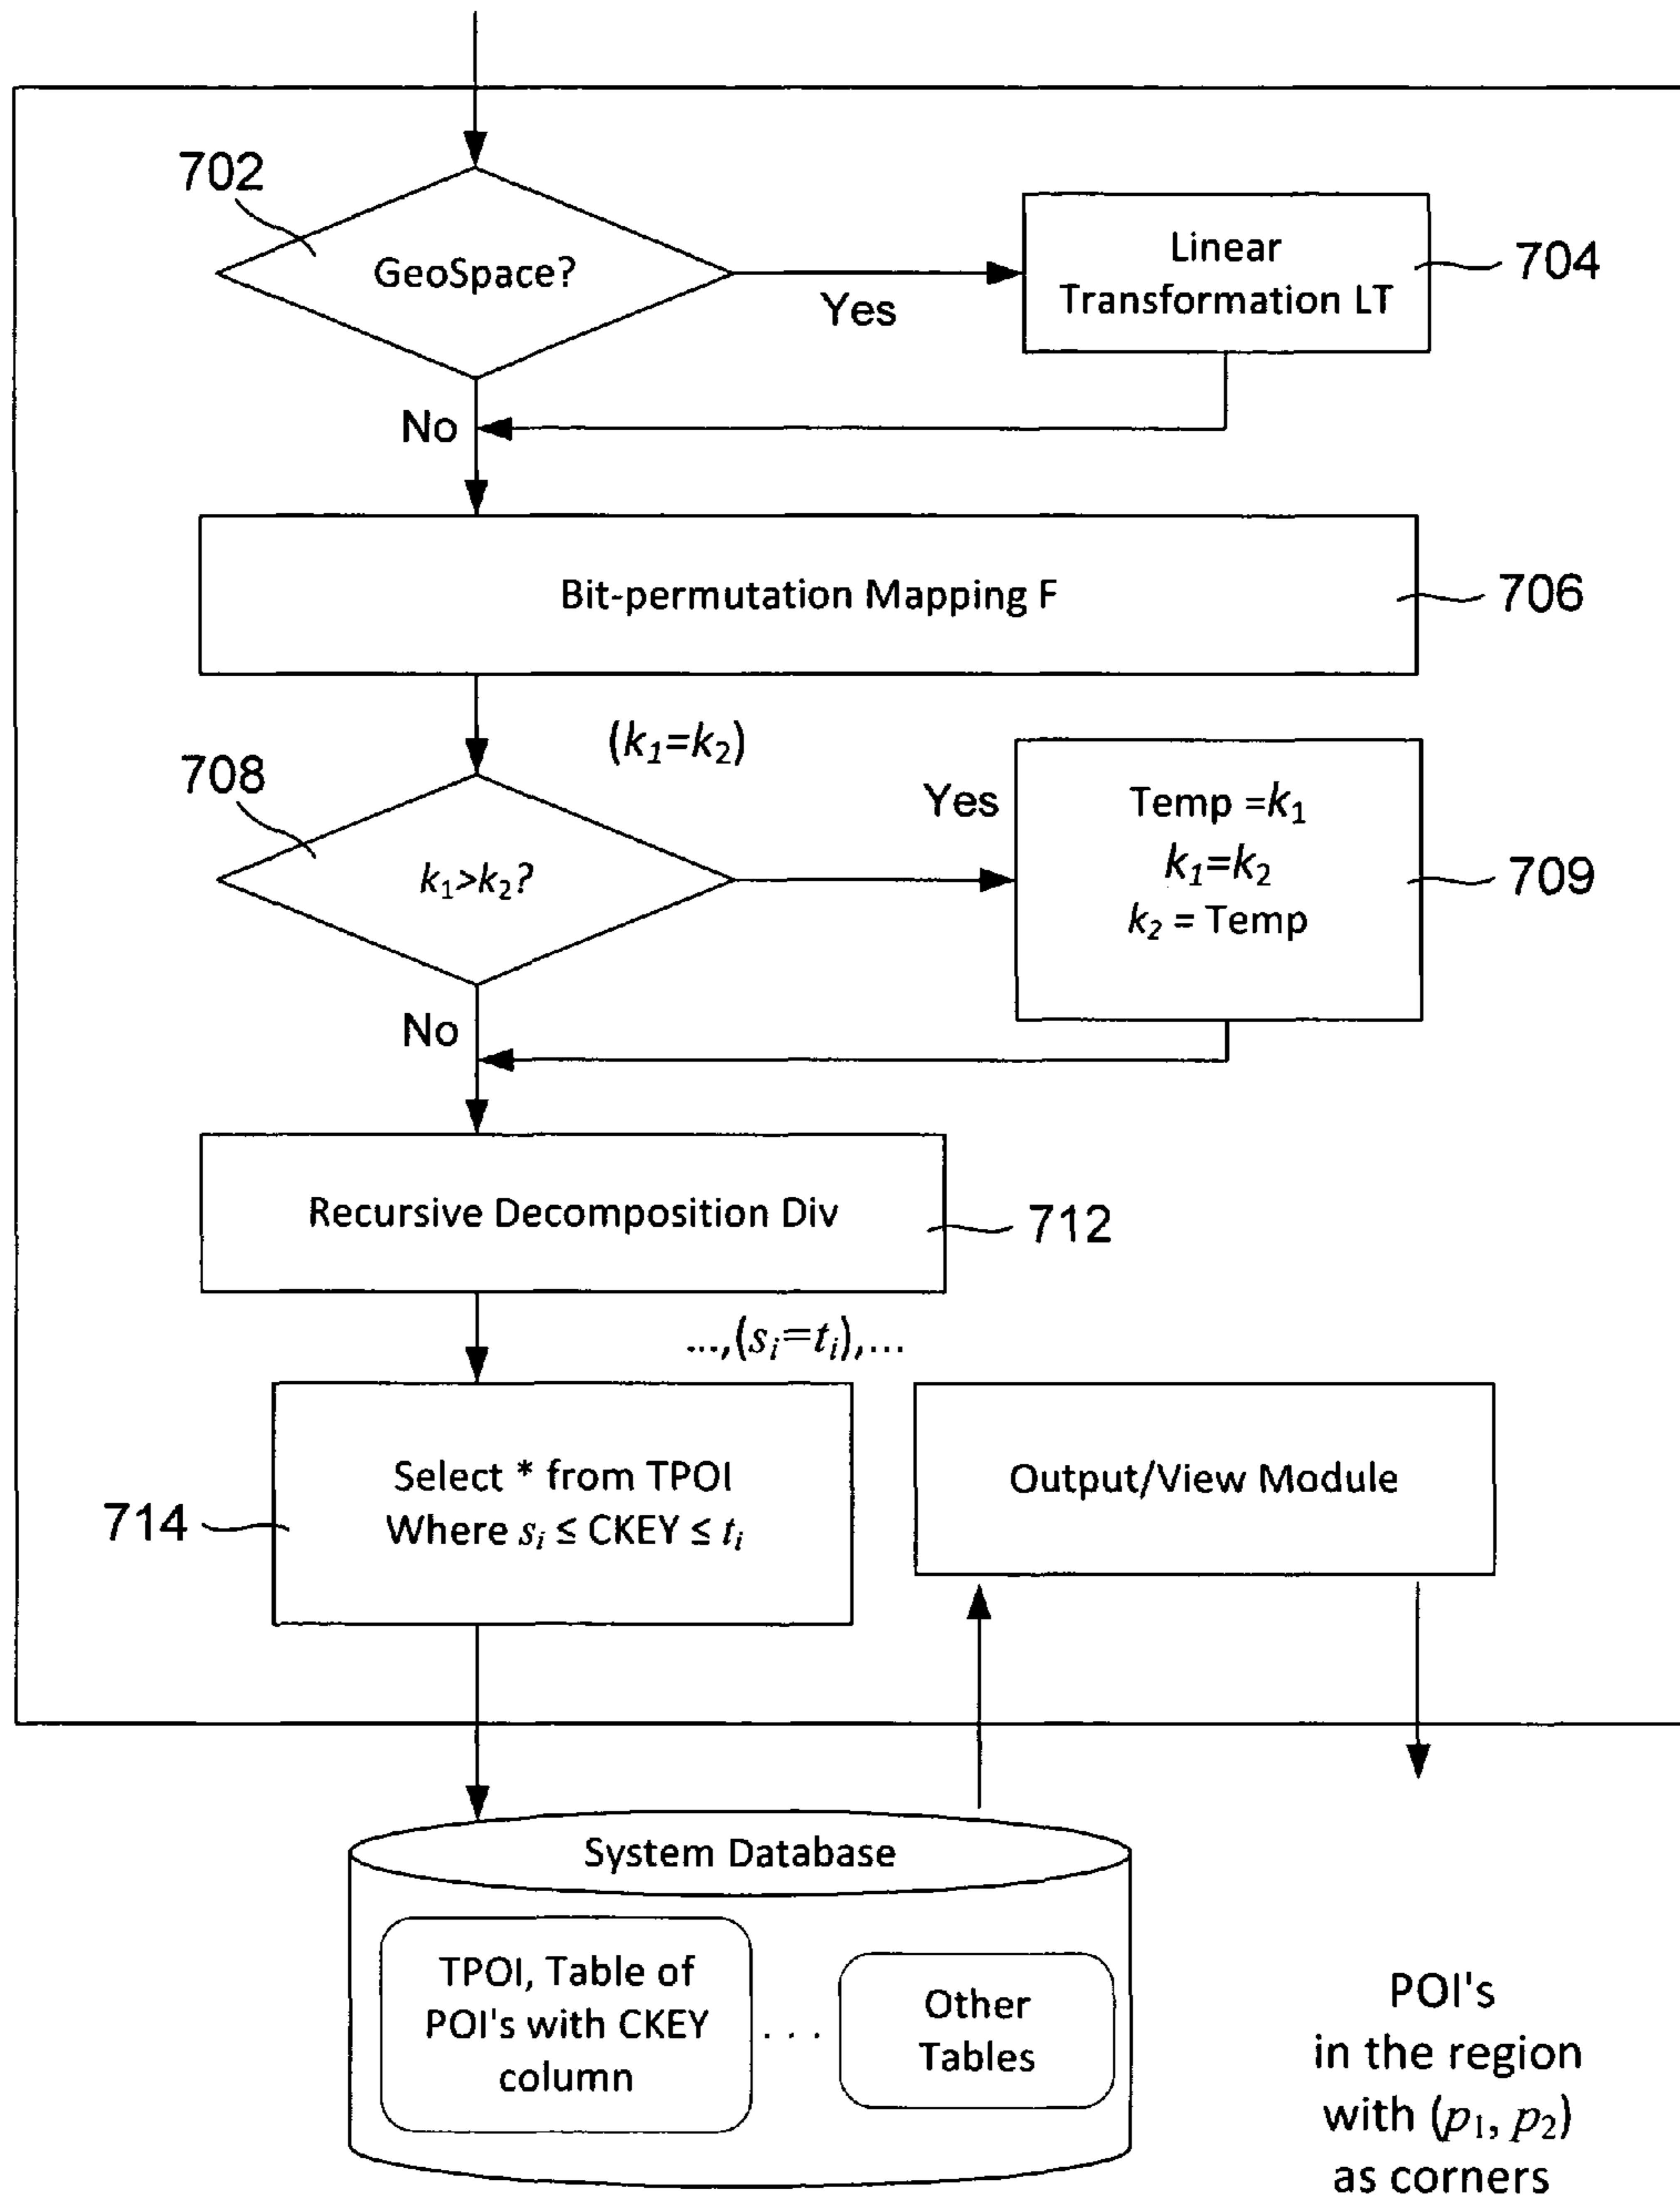 702
GeoSpace?
Yes
Linear
Transformation LT
704
No
Bit-permutation Mapping F
706
(k₁=k₂)
708
k₁>k₂?
Yes
Temp =k₁
k₁=k₂
k₂ = Temp
709
No
Recursive Decomposition Div
712
...,(sᵢ=tᵢ),...
Select * from TPOI
Where sᵢ ≤ CKEY ≤ tᵢ
714
Output/View Module
System Database
TPOI, Table of
POI's with CKEY
column
. . .
Other
Tables
POI's
in the region
with (p₁, p₂)
as corners